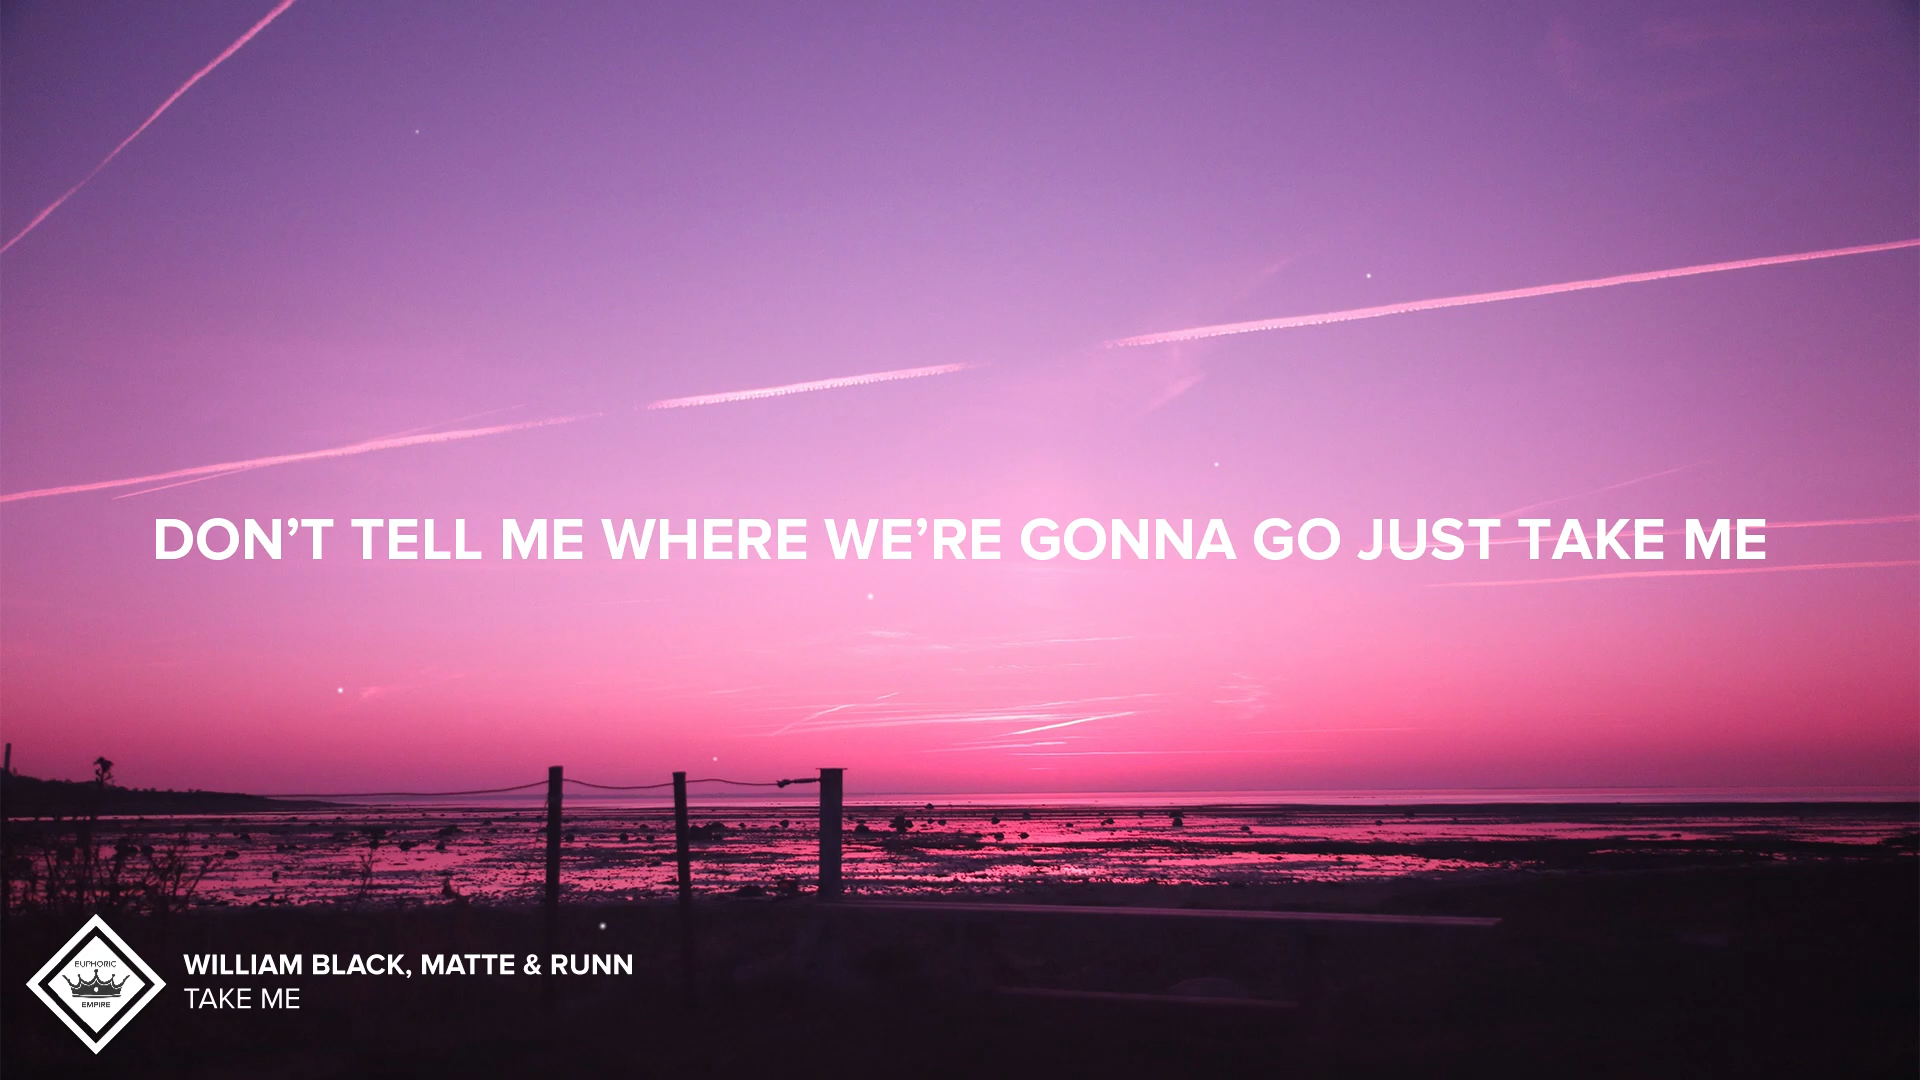 DON’T TELL ME WHERE WE’RE GONNA GO JUST TAKE ME
EUPHORIC
EMPIRE
WILLIAM BLACK, MATTE & RUNN
TAKE ME